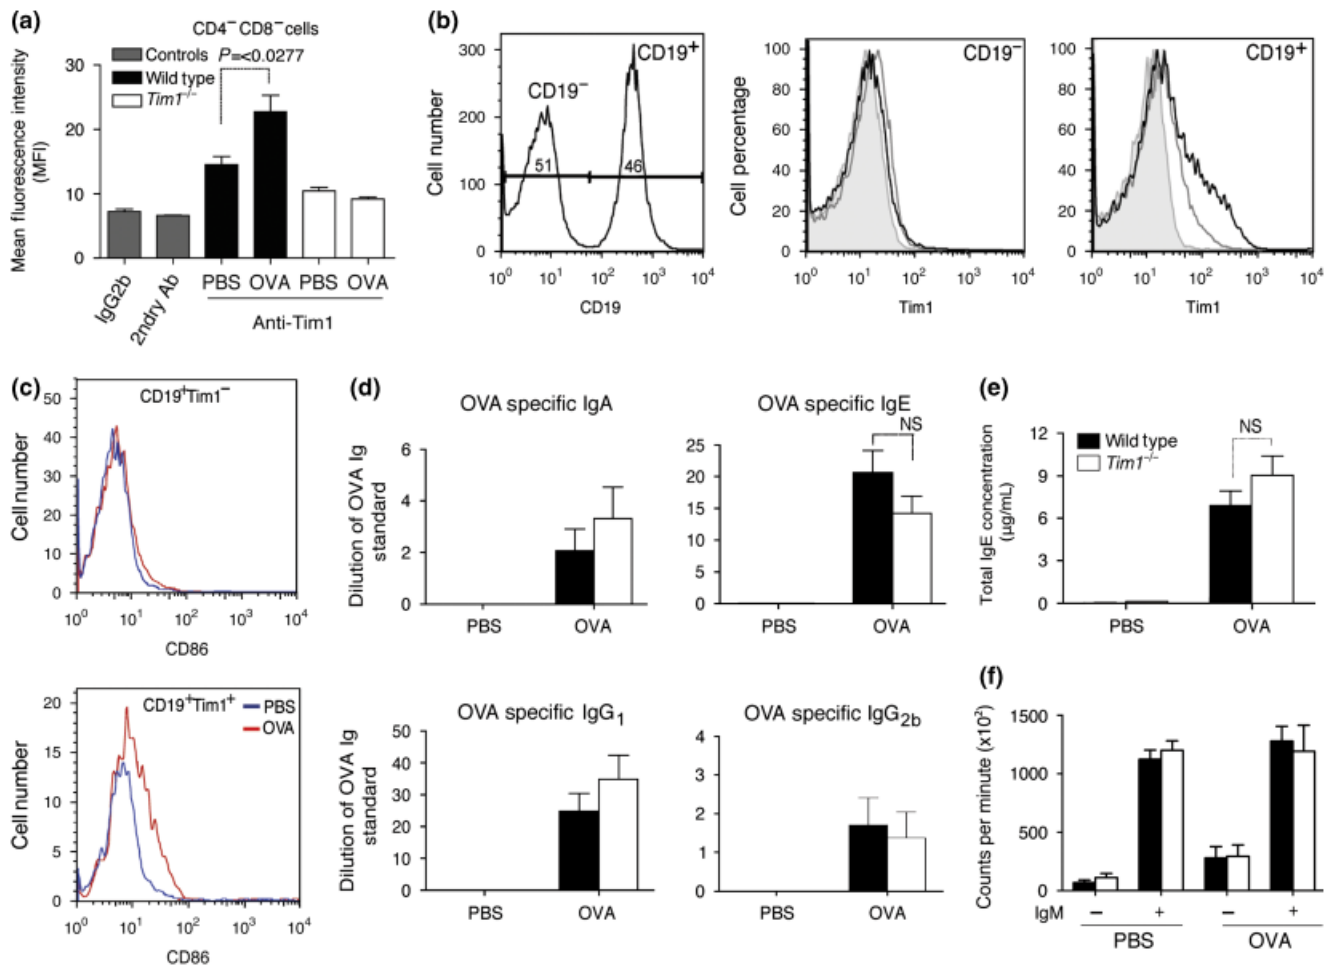 (a)
CD4⁻CD8⁻cells
Controls
P=<0.0277
Wild type
Tim1⁻/⁻
Mean fluorescence intensity
(MFI)
30
20
10
0
IgG2b
2ndry Ab
PBS OVA PBS OVA
Anti-Tim1
(b)
Cell number
300
200
100
0
CD19⁻
CD19⁺
51
46
10⁰ 10¹ 10² 10³ 10⁴
CD19
Cell percentage
100
80
60
40
20
0
CD19⁻
10⁰ 10¹ 10² 10³ 10⁴
Tim1
100
80
60
40
20
0
CD19⁺
10⁰ 10¹ 10² 10³ 10⁴
Tim1
(c)
CD19⁺Tim1⁻
Cell number
50
40
30
20
10
0
10⁰ 10¹ 10² 10³ 10⁴
CD86
CD19⁺Tim1⁺
PBS
OVA
Cell number
20
15
10
5
0
10⁰ 10¹ 10² 10³ 10⁴
CD86
(d)
OVA specific IgA
Dilution of OVA Ig
standard
6
4
2
0
PBS OVA
OVA specific IgE
NS
25
20
15
10
5
0
PBS OVA
OVA specific IgG₁
Dilution of OVA Ig
standard
50
40
30
20
10
0
PBS OVA
OVA specific IgG₂b
4
3
2
1
0
PBS OVA
(e)
Wild type
Tim1⁻/⁻
NS
Total IgE concentration
(μg/mL)
12
9
6
3
0
PBS OVA
(f)
Counts per minute (x10²)
1500
1000
500
0
IgM − + − +
PBS OVA